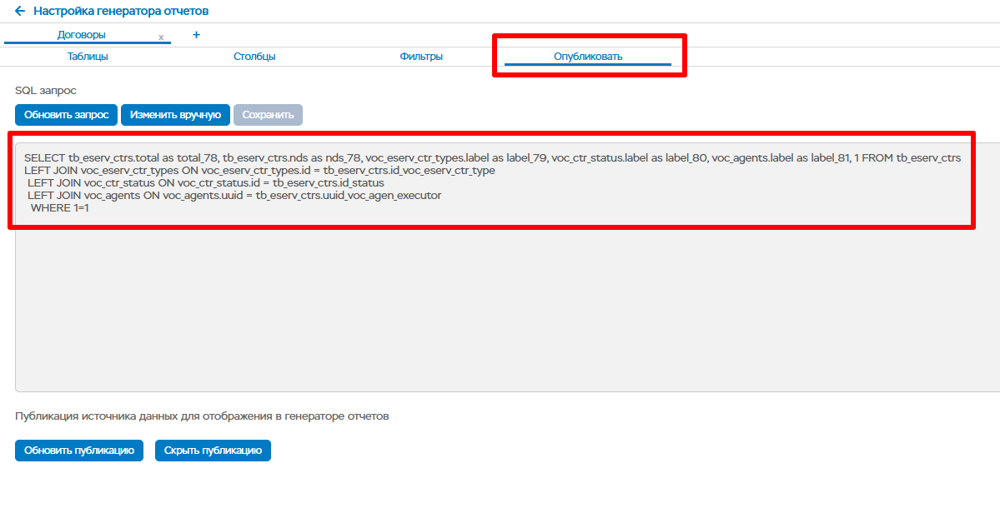 Настройка генератора отчетов
Договоры x +
Таблицы Столбцы Фильтры Опубликовать
SQL запрос
Обновить запрос Изменить вручную Сохранить
SELECT tb_eserv_ctrs.total as total_78, tb_eserv_ctrs.nds as nds_78, voc_eserv_ctr_types.label as label_79, voc_ctr_status.label as label_80, voc_agents.label as label_81, 1 FROM tb_eserv_ctrs
LEFT JOIN voc_eserv_ctr_types ON voc_eserv_ctr_types.id = tb_eserv_ctrs.id_voc_eserv_ctr_type
LEFT JOIN voc_ctr_status ON voc_ctr_status.id = tb_eserv_ctrs.id_status
LEFT JOIN voc_agents ON voc_agents.uuid = tb_eserv_ctrs.uuid_voc_agen_executor
WHERE 1=1
Публикация источника данных для отображения в генераторе отчетов
Обновить публикацию Скрыть публикацию